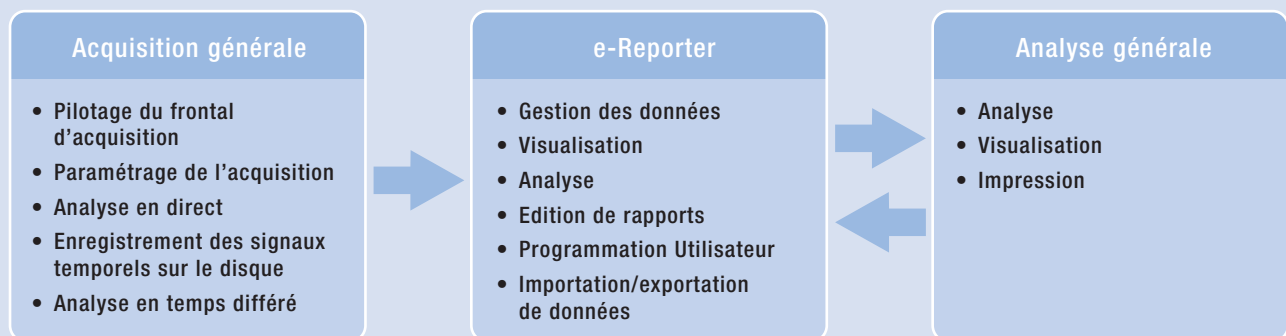 Acquisition générale
• Pilotage du frontal
d’acquisition
• Paramétrage de l’acquisition
• Analyse en direct
• Enregistrement des signaux
temporels sur le disque
• Analyse en temps différé
e-Reporter
• Gestion des données
• Visualisation
• Analyse
• Edition de rapports
• Programmation Utilisateur
• Importation/exportation
de données
Analyse générale
• Analyse
• Visualisation
• Impression